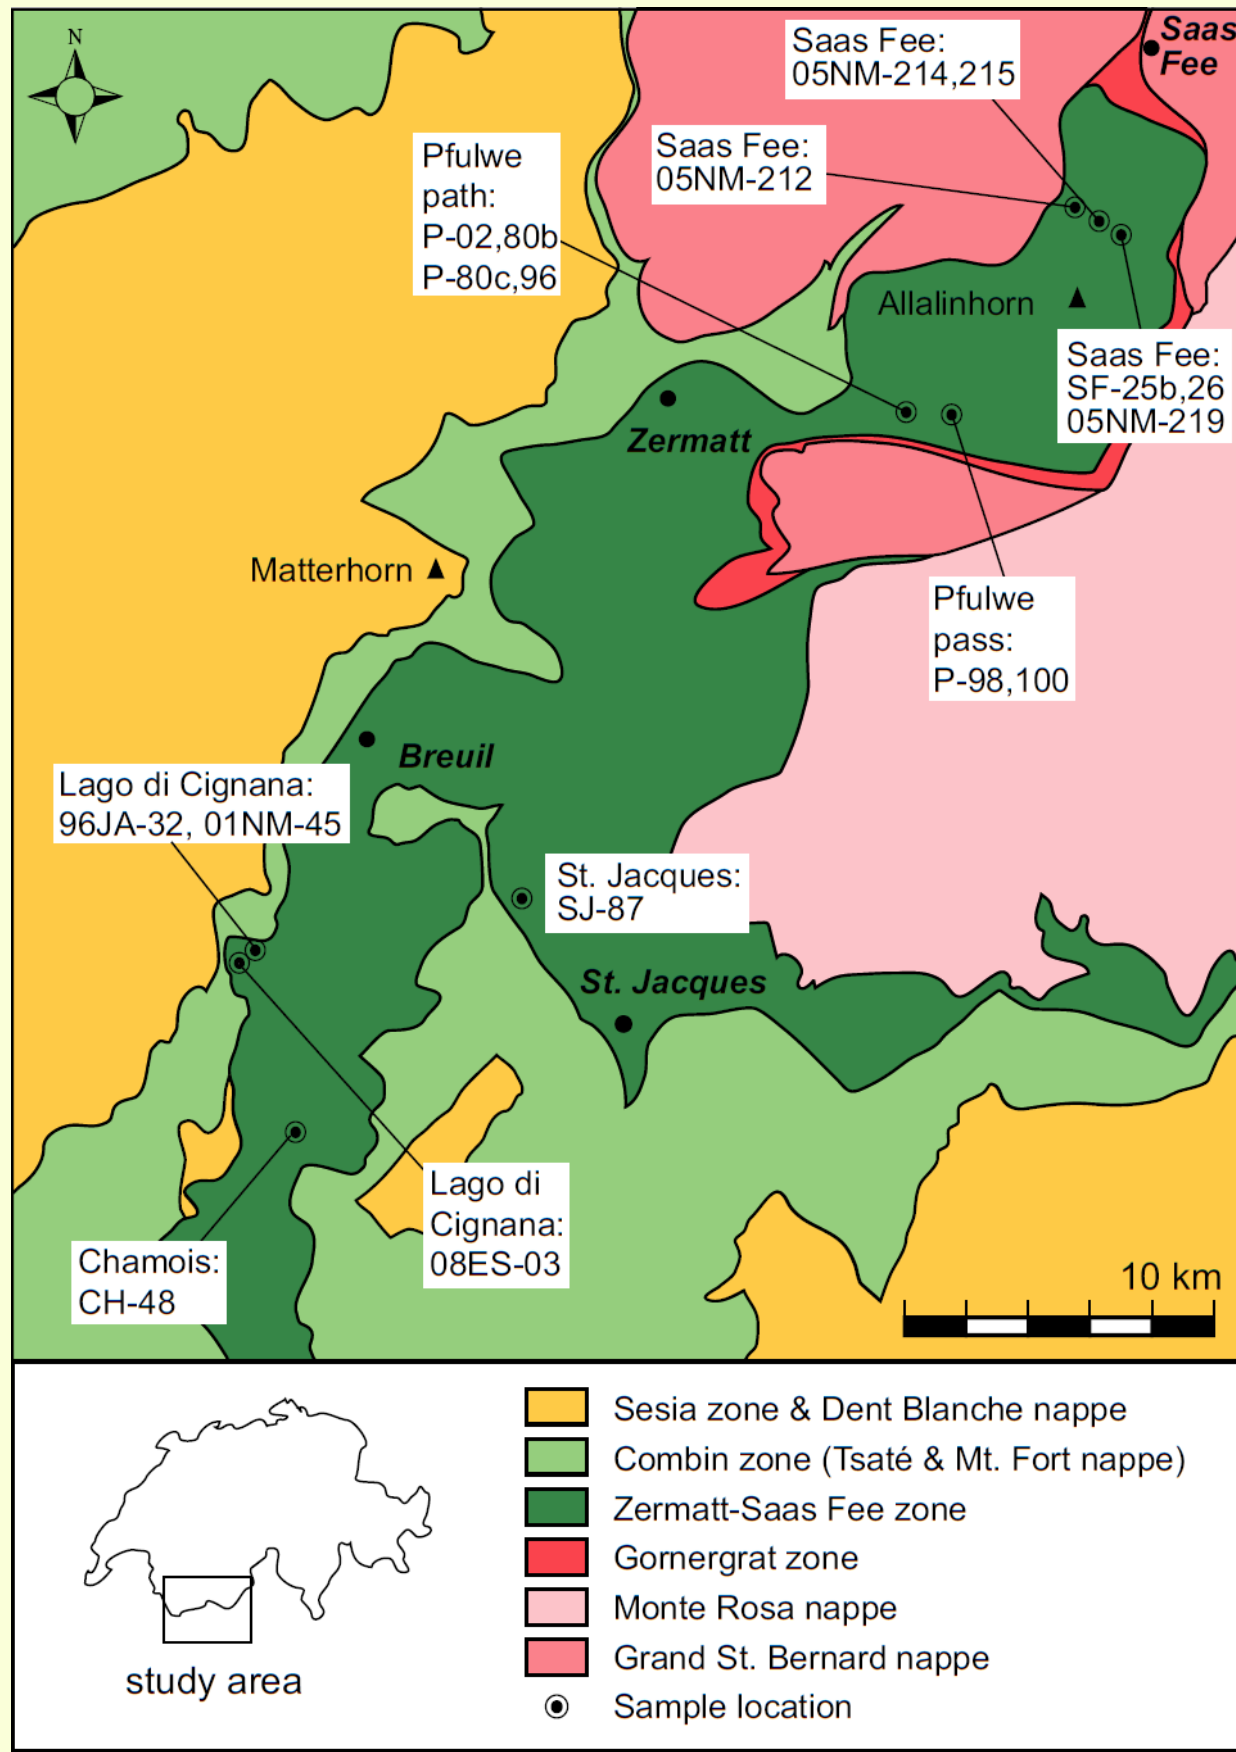 N
Saas Fee:
05NM-214,215
Saas
Fee
Pfulwe
path:
P-02,80b
P-80c,96
Saas Fee:
05NM-212
Allalinhorn
Saas Fee:
SF-25b,26
05NM-219
Zermatt
Matterhorn
Pfulwe
pass:
P-98,100
Breuil
Lago di Cignana:
96JA-32, 01NM-45
St. Jacques:
SJ-87
St. Jacques
Lago di
Cignana:
08ES-03
Chamois:
CH-48
10 km
study area
Sesia zone & Dent Blanche nappe
Combin zone (Tsaté & Mt. Fort nappe)
Zermatt-Saas Fee zone
Gornergrat zone
Monte Rosa nappe
Grand St. Bernard nappe
Sample location